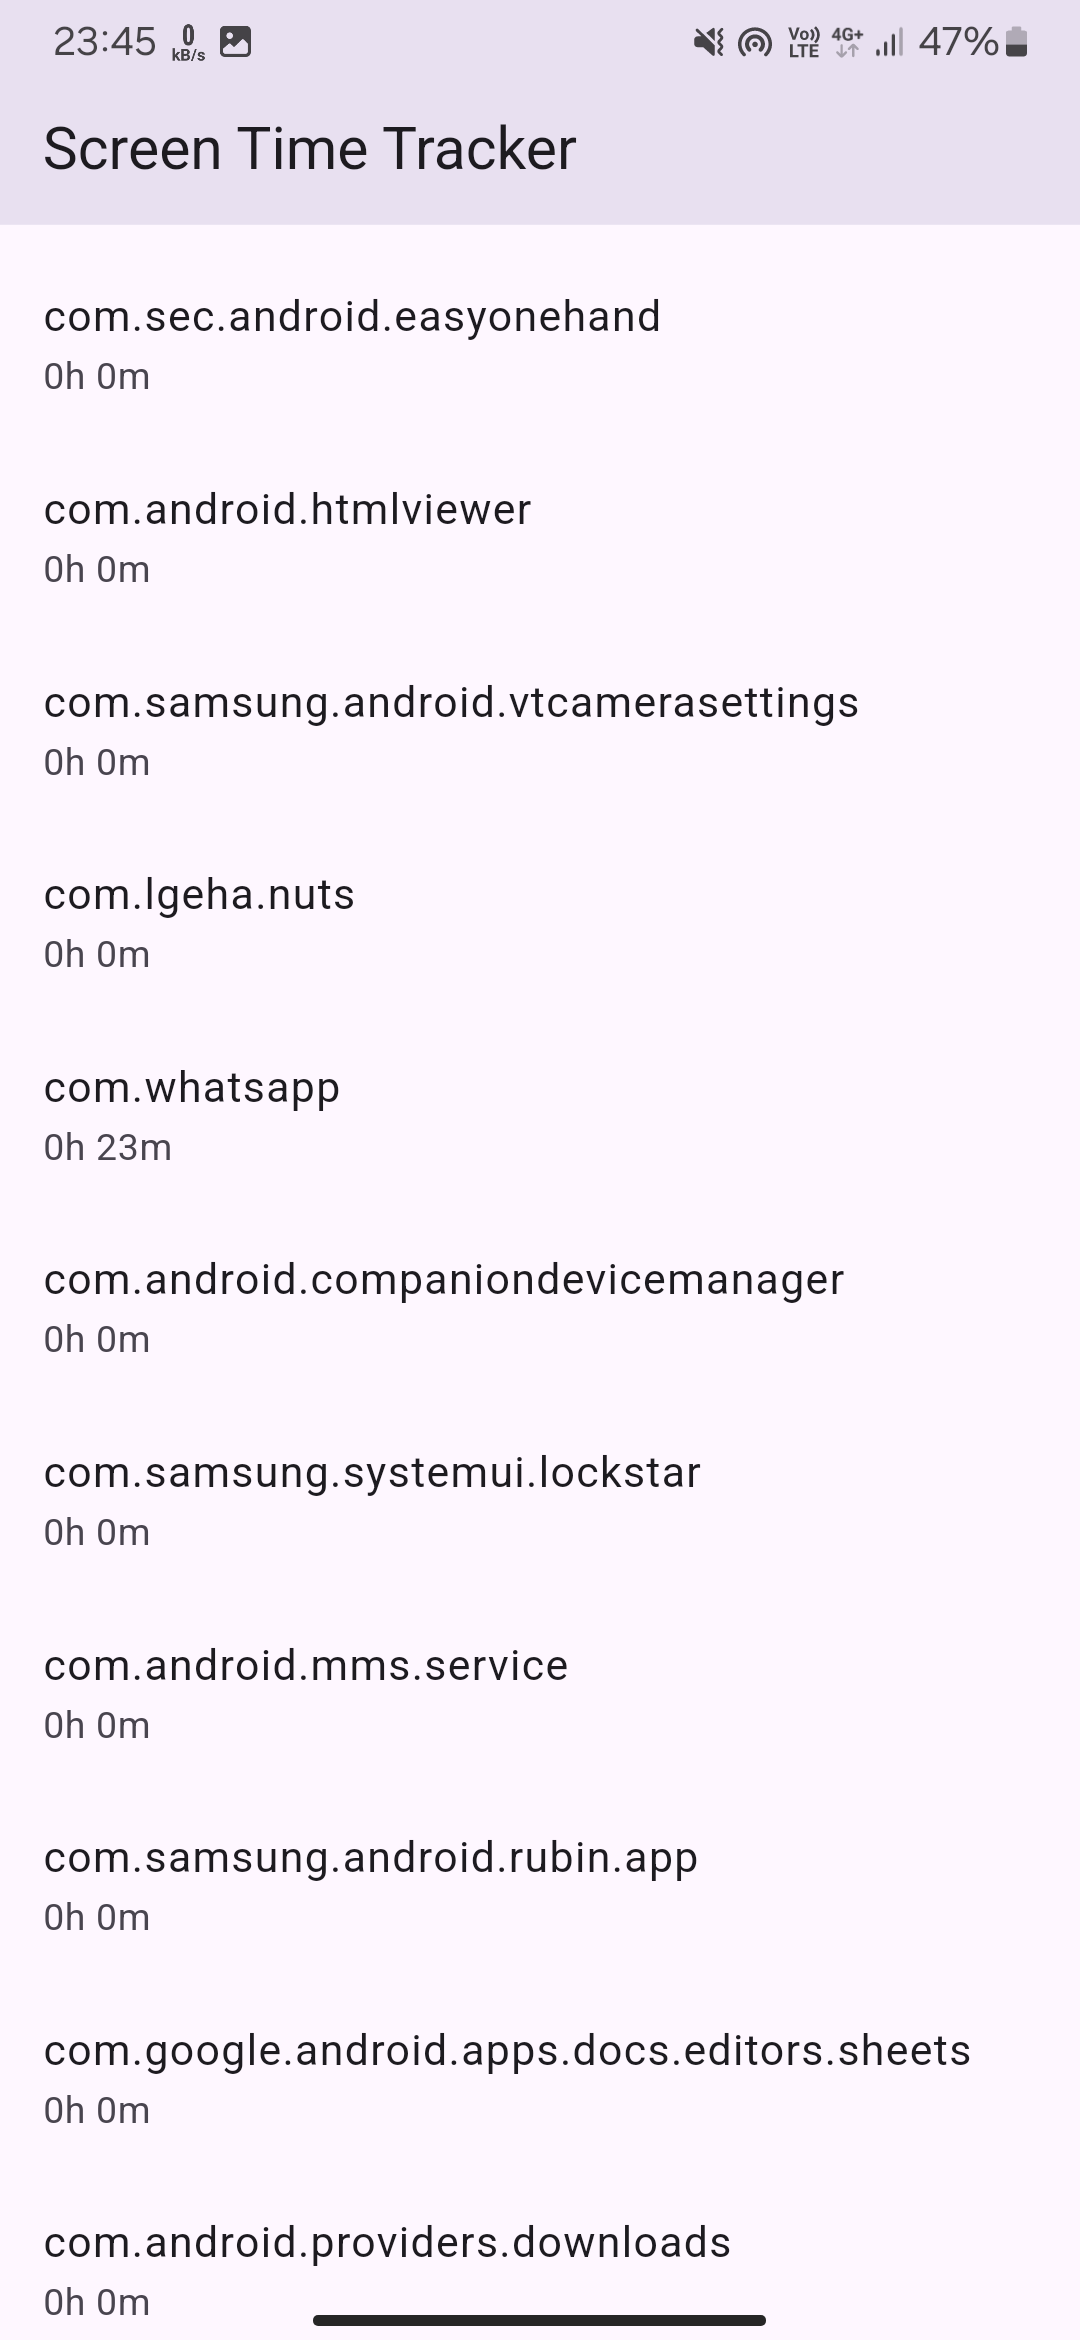 23:45 0 kB/s Vo)) LTE 4G+ 47%
Screen Time Tracker
com.sec.android.easyonehand
0h 0m
com.android.htmlviewer
0h 0m
com.samsung.android.vtcamerasettings
0h 0m
com.lgeha.nuts
0h 0m
com.whatsapp
0h 23m
com.android.companiondevicemanager
0h 0m
com.samsung.systemui.lockstar
0h 0m
com.android.mms.service
0h 0m
com.samsung.android.rubin.app
0h 0m
com.google.android.apps.docs.editors.sheets
0h 0m
com.android.providers.downloads
0h 0m